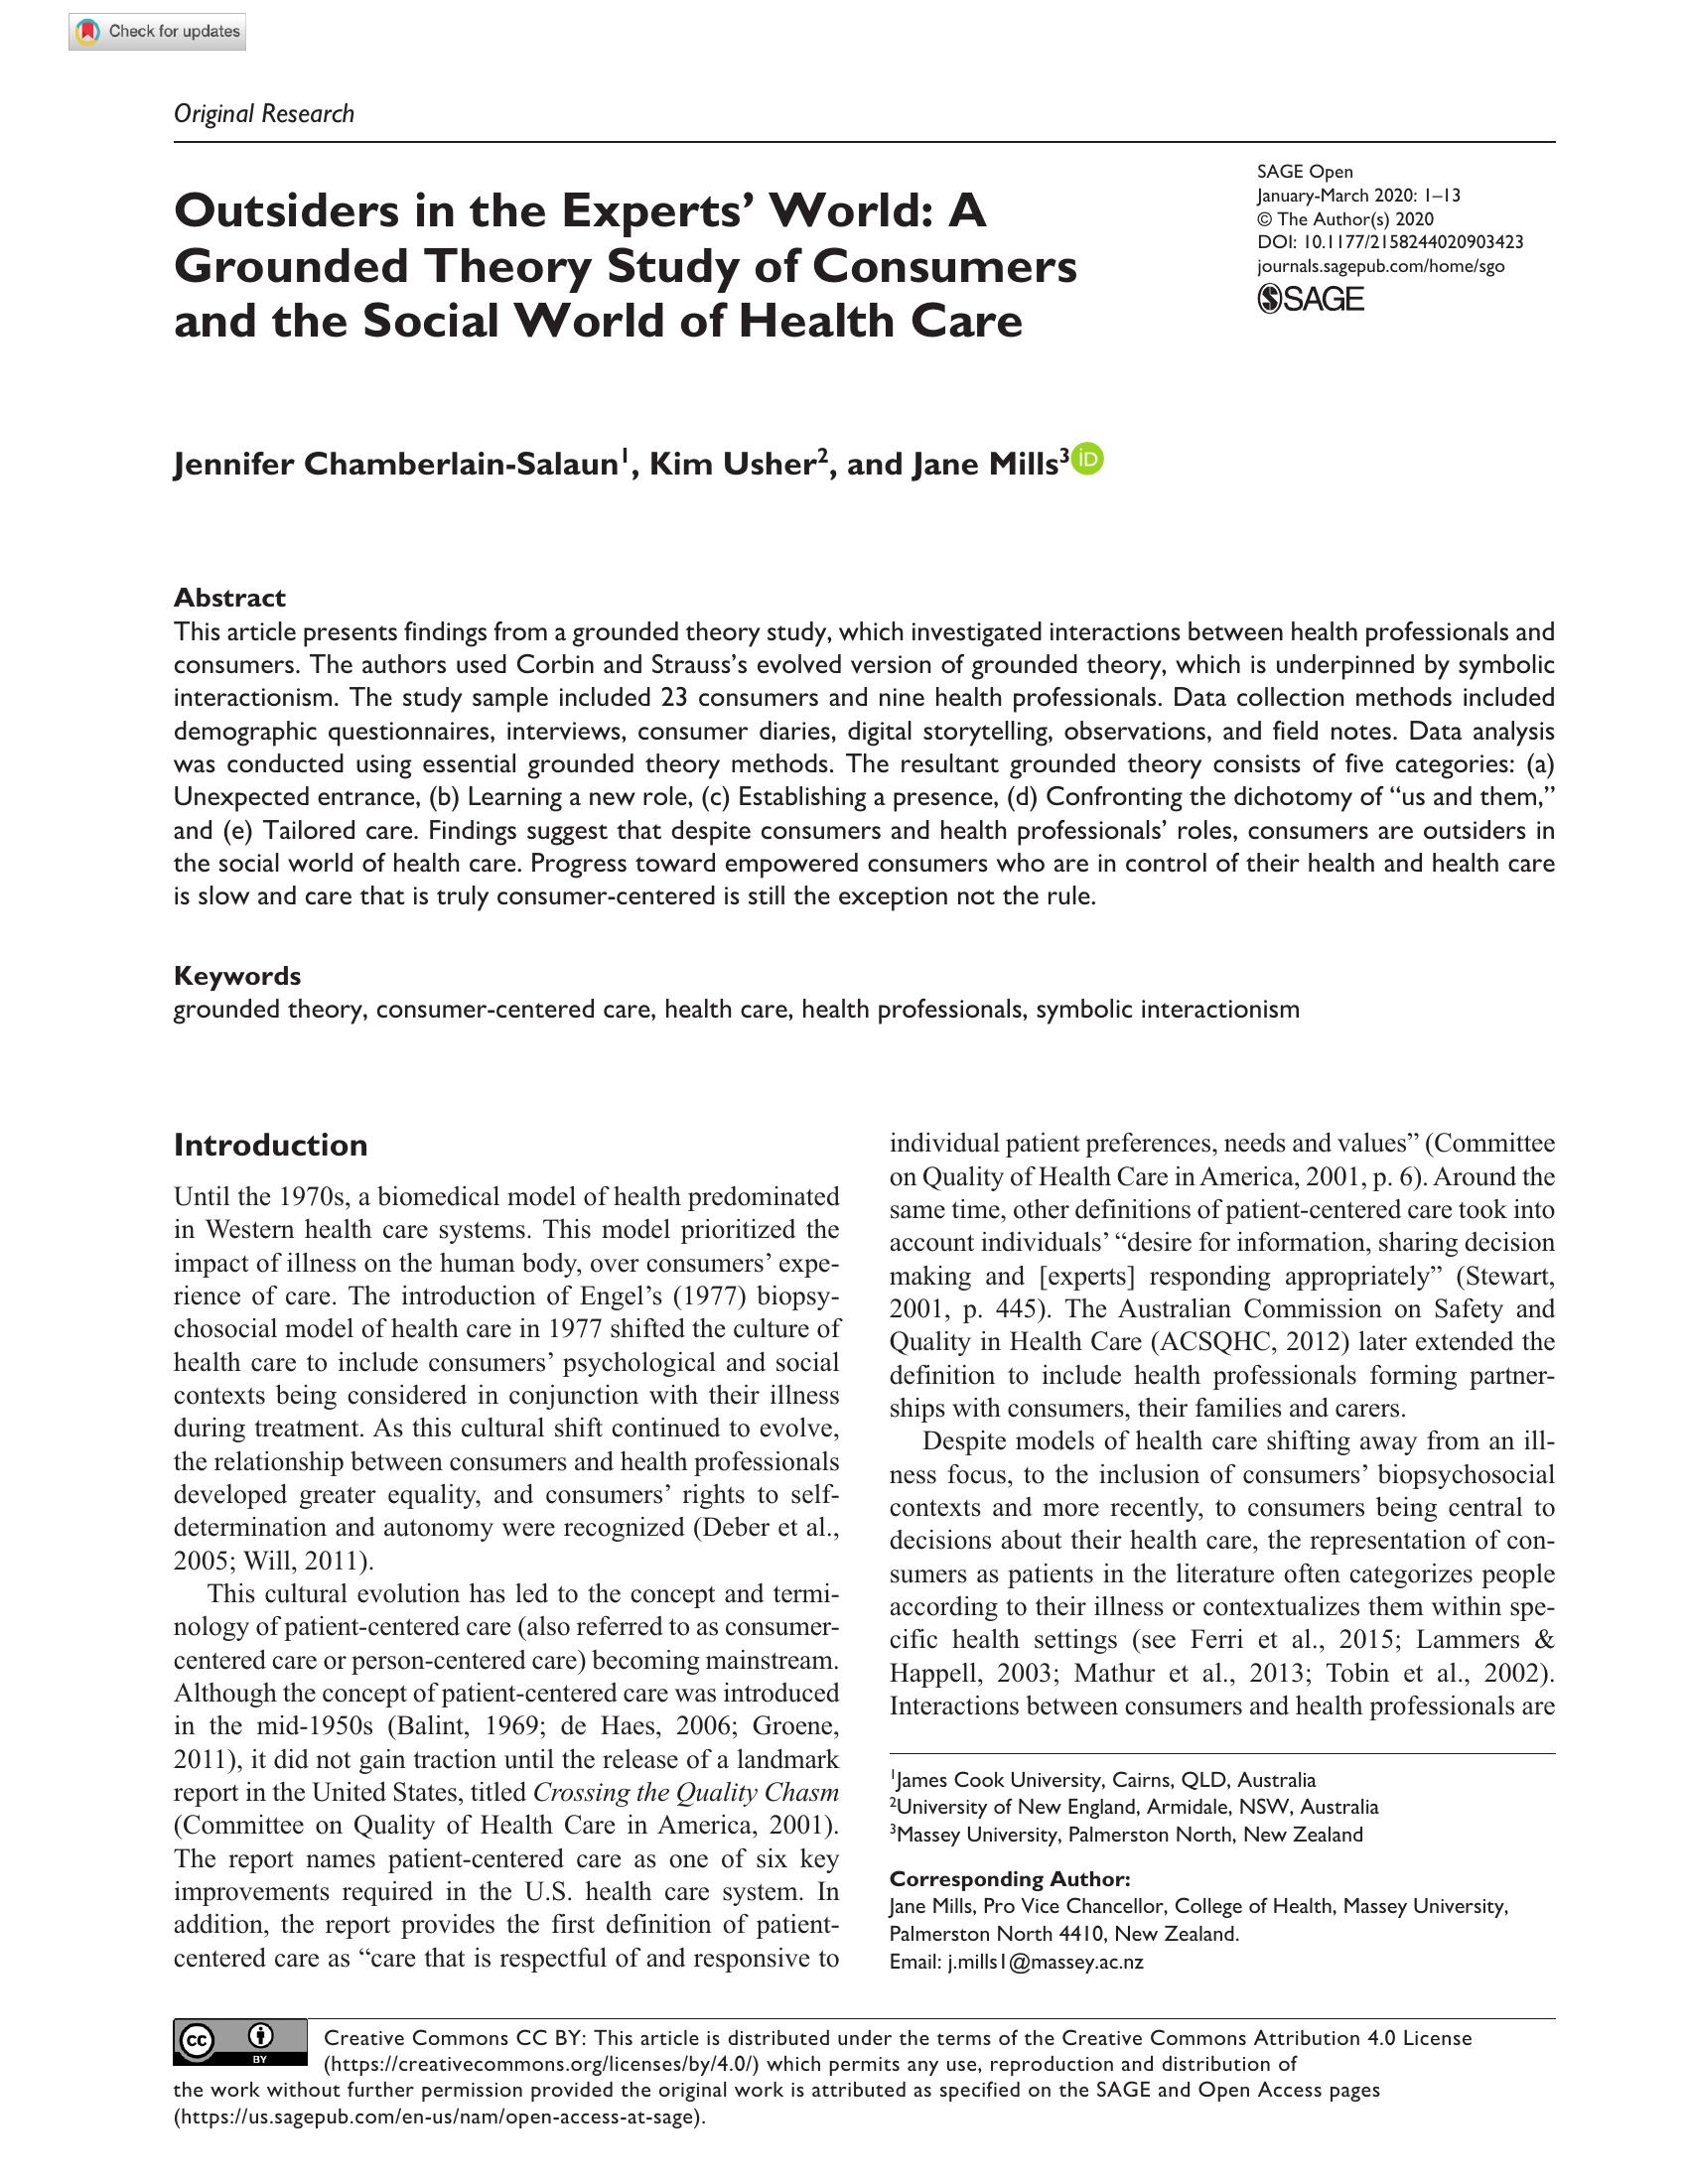 Check for updates
Original Research
SAGE Open
January-March 2020: 1–13
© The Author(s) 2020
DOI: 10.1177/2158244020903423
journals.sagepub.com/home/sgo
SAGE
Outsiders in the Experts’ World: A
Grounded Theory Study of Consumers
and the Social World of Health Care
Jennifer Chamberlain-Salaun1, Kim Usher2, and Jane Mills3 iD
Abstract
This article presents findings from a grounded theory study, which investigated interactions between health professionals and
consumers. The authors used Corbin and Strauss’s evolved version of grounded theory, which is underpinned by symbolic
interactionism. The study sample included 23 consumers and nine health professionals. Data collection methods included
demographic questionnaires, interviews, consumer diaries, digital storytelling, observations, and field notes. Data analysis
was conducted using essential grounded theory methods. The resultant grounded theory consists of five categories: (a)
Unexpected entrance, (b) Learning a new role, (c) Establishing a presence, (d) Confronting the dichotomy of “us and them,”
and (e) Tailored care. Findings suggest that despite consumers and health professionals’ roles, consumers are outsiders in
the social world of health care. Progress toward empowered consumers who are in control of their health and health care
is slow and care that is truly consumer-centered is still the exception not the rule.
Keywords
grounded theory, consumer-centered care, health care, health professionals, symbolic interactionism
Introduction
Until the 1970s, a biomedical model of health predominated
in Western health care systems. This model prioritized the
impact of illness on the human body, over consumers’ expe-
rience of care. The introduction of Engel’s (1977) biopsy-
chosocial model of health care in 1977 shifted the culture of
health care to include consumers’ psychological and social
contexts being considered in conjunction with their illness
during treatment. As this cultural shift continued to evolve,
the relationship between consumers and health professionals
developed greater equality, and consumers’ rights to self-
determination and autonomy were recognized (Deber et al.,
2005; Will, 2011).
This cultural evolution has led to the concept and termi-
nology of patient-centered care (also referred to as consumer-
centered care or person-centered care) becoming mainstream.
Although the concept of patient-centered care was introduced
in the mid-1950s (Balint, 1969; de Haes, 2006; Groene,
2011), it did not gain traction until the release of a landmark
report in the United States, titled Crossing the Quality Chasm
(Committee on Quality of Health Care in America, 2001).
The report names patient-centered care as one of six key
improvements required in the U.S. health care system. In
addition, the report provides the first definition of patient-
centered care as “care that is respectful of and responsive to
individual patient preferences, needs and values” (Committee
on Quality of Health Care in America, 2001, p. 6). Around the
same time, other definitions of patient-centered care took into
account individuals’ “desire for information, sharing decision
making and [experts] responding appropriately” (Stewart,
2001, p. 445). The Australian Commission on Safety and
Quality in Health Care (ACSQHC, 2012) later extended the
definition to include health professionals forming partner-
ships with consumers, their families and carers.
Despite models of health care shifting away from an ill-
ness focus, to the inclusion of consumers’ biopsychosocial
contexts and more recently, to consumers being central to
decisions about their health care, the representation of con-
sumers as patients in the literature often categorizes people
according to their illness or contextualizes them within spe-
cific health settings (see Ferri et al., 2015; Lammers &
Happell, 2003; Mathur et al., 2013; Tobin et al., 2002).
Interactions between consumers and health professionals are
1James Cook University, Cairns, QLD, Australia
2University of New England, Armidale, NSW, Australia
3Massey University, Palmerston North, New Zealand
Corresponding Author:
Jane Mills, Pro Vice Chancellor, College of Health, Massey University,
Palmerston North 4410, New Zealand.
Email: j.mills1@massey.ac.nz
cc BY
Creative Commons CC BY: This article is distributed under the terms of the Creative Commons Attribution 4.0 License
(https://creativecommons.org/licenses/by/4.0/) which permits any use, reproduction and distribution of
the work without further permission provided the original work is attributed as specified on the SAGE and Open Access pages
(https://us.sagepub.com/en-us/nam/open-access-at-sage).